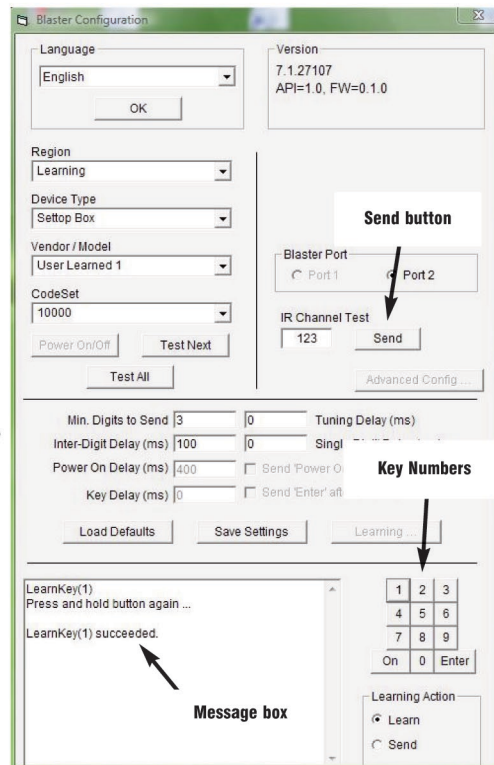 Blaster Configuration
Language
English
OK
Version
7.1.27107
API=1.0, FW=0.1.0
Region
Learning
Device Type
Settop Box
Vendor / Model
User Learned 1
CodeSet
10000
Power On/Off
Test Next
Test All
Send button
Blaster Port
Port 1
Port 2
IR Channel Test
123
Send
Advanced Config ...
Min. Digits to Send 3 0 Tuning Delay (ms)
Inter-Digit Delay (ms) 100 0
Power On Delay (ms) 400 Send 'Power
Key Delay (ms) 0 Send 'Enter'
Key Numbers
Load Defaults
Save Settings
Learning ...
LearnKey(1)
Press and hold button again ...
LearnKey(1) succeeded.
Message box
1 2 3
4 5 6
7 8 9
On 0 Enter
Learning Action
Learn
Send